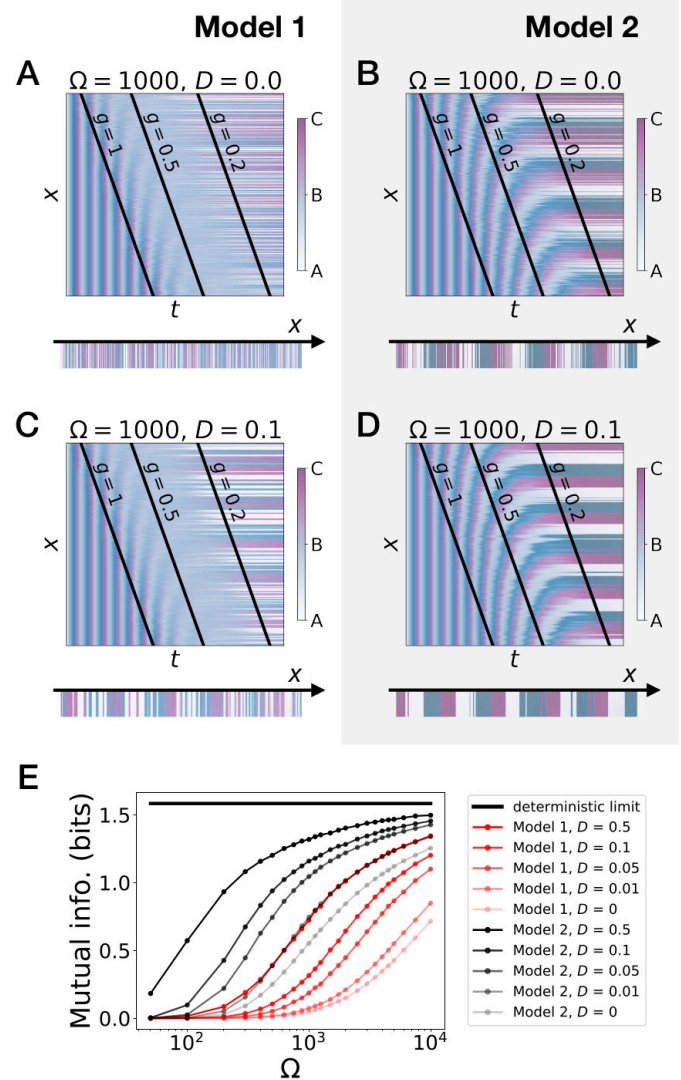 Model 1
Model 2
A
Ω = 1000, D = 0.0
g = 1
g = 0.5
g = 0.2
x
t
C
B
A
x
B
Ω = 1000, D = 0.0
g = 1
g = 0.5
g = 0.2
x
t
C
B
A
x
C
Ω = 1000, D = 0.1
g = 1
g = 0.5
g = 0.2
x
t
C
B
A
x
D
Ω = 1000, D = 0.1
g = 1
g = 0.5
g = 0.2
x
t
C
B
A
x
E
Mutual info. (bits)
1.5
1.0
0.5
0.0
10²
10³
10⁴
Ω
deterministic limit
Model 1, D = 0.5
Model 1, D = 0.1
Model 1, D = 0.05
Model 1, D = 0.01
Model 1, D = 0
Model 2, D = 0.5
Model 2, D = 0.1
Model 2, D = 0.05
Model 2, D = 0.01
Model 2, D = 0